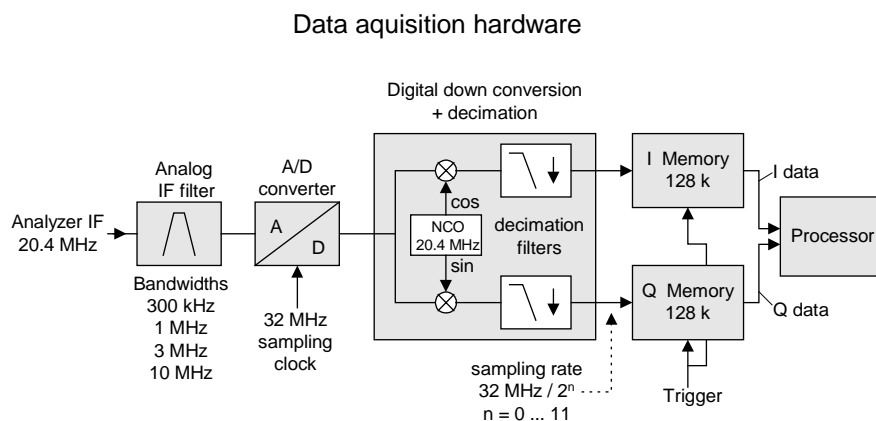 Data aquisition hardware
Digital down conversion
+ decimation
Analog
IF filter
A/D
converter
I Memory
128 k
I data
cos
Analyzer IF
20.4 MHz
A
D
NCO
20.4 MHz
decimation
filters
Processor
sin
Bandwidths
300 kHz
1 MHz
3 MHz
10 MHz
32 MHz
sampling
clock
Q Memory
128 k
Q data
sampling rate
32 MHz / 2ⁿ
n = 0 ... 11
Trigger